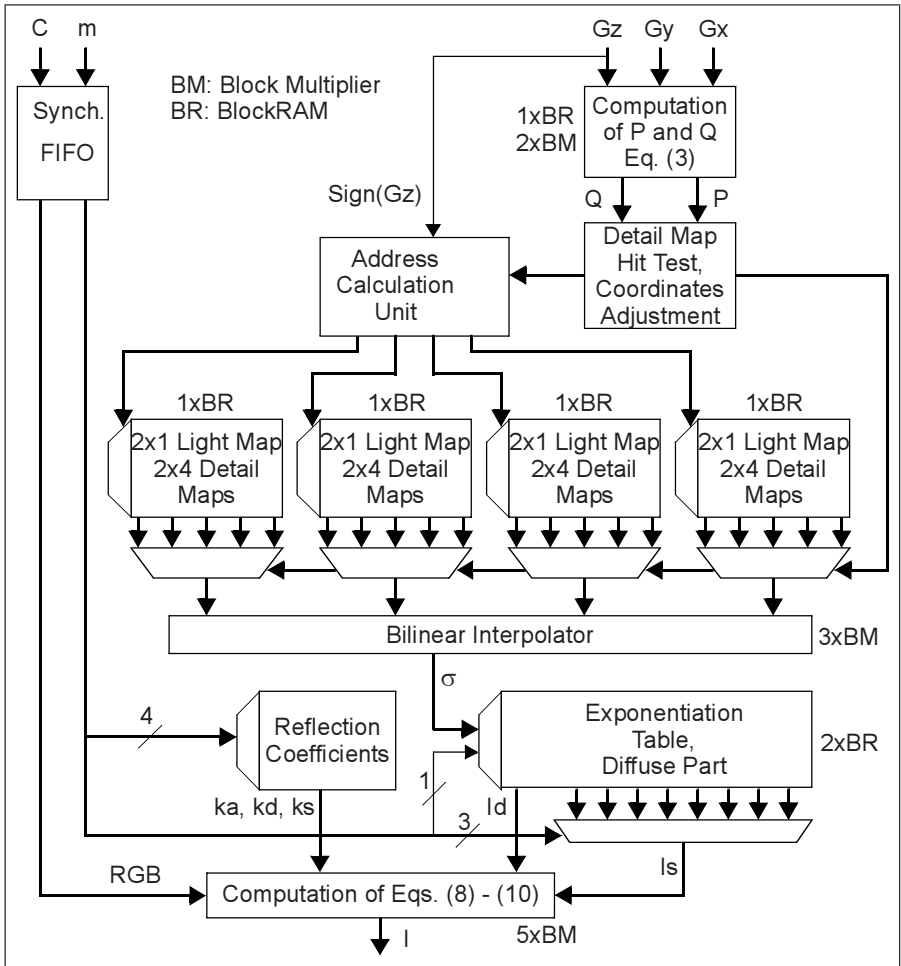 C m
Gz Gy Gx
Synch.
FIFO
BM: Block Multiplier
BR: BlockRAM
1xBR
2xBM
Computation
of P and Q
Eq. (3)
Sign(Gz)
Q P
Address
Calculation
Unit
Detail Map
Hit Test,
Coordinates
Adjustment
1xBR
2x1 Light Map
2x4 Detail
Maps
1xBR
2x1 Light Map
2x4 Detail
Maps
1xBR
2x1 Light Map
2x4 Detail
Maps
1xBR
2x1 Light Map
2x4 Detail
Maps
Bilinear Interpolator
3xBM
σ
4
Reflection
Coefficients
Exponentiation
Table,
Diffuse Part
2xBR
1
ka, kd, ks
Id
3
Is
RGB
Computation of Eqs. (8) - (10)
5xBM
I